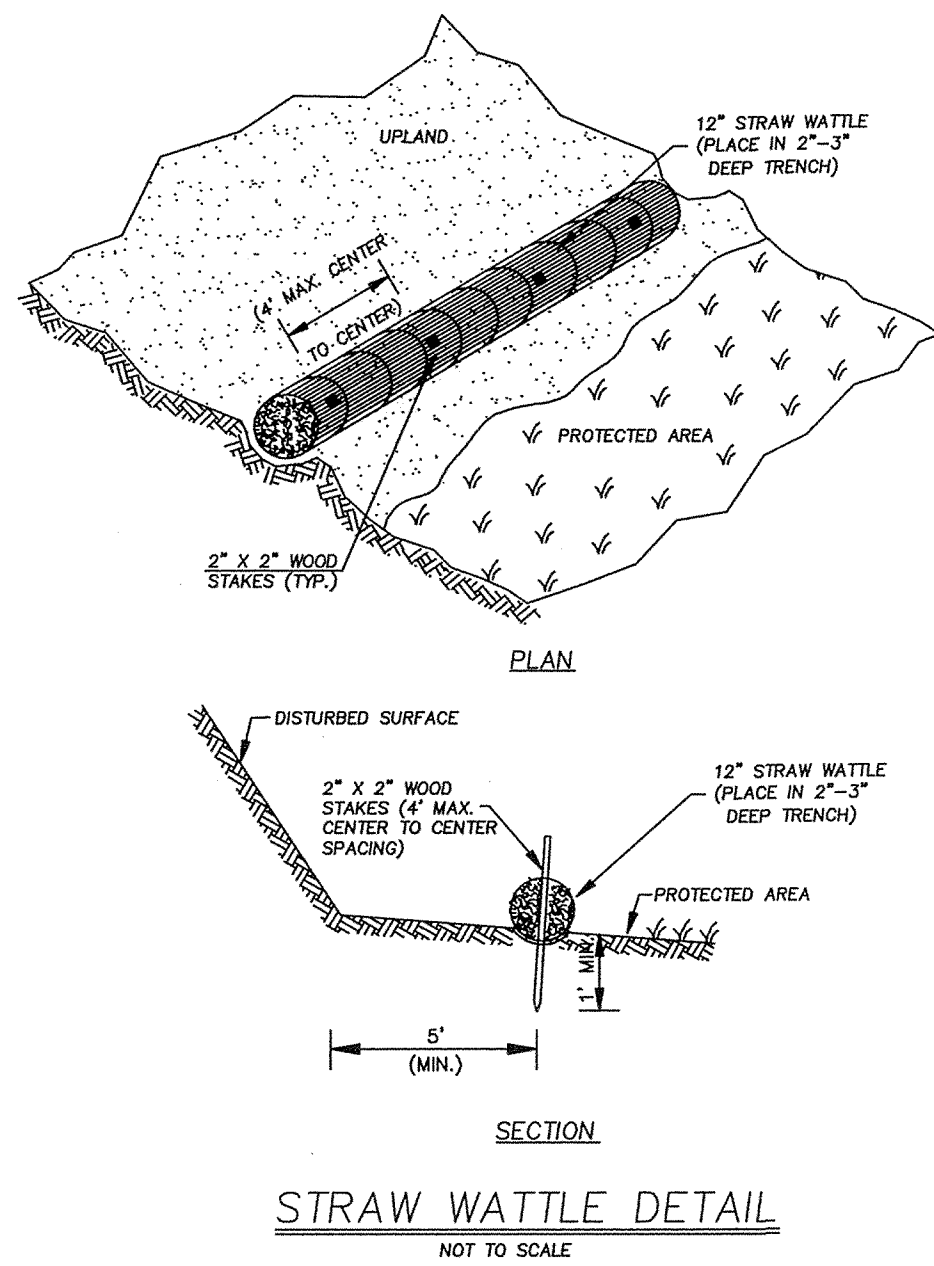 UPLAND
12" STRAW WATTLE
(PLACE IN 2"-3"
DEEP TRENCH)
(4' MAX. CENTER
TO CENTER)
PROTECTED AREA
2" X 2" WOOD
STAKES (TYP.)
PLAN
DISTURBED SURFACE
2" X 2" WOOD
STAKES (4' MAX.
CENTER TO CENTER
SPACING)
12" STRAW WATTLE
(PLACE IN 2"-3"
DEEP TRENCH)
PROTECTED AREA
1' MIN.
5'
(MIN.)
SECTION
STRAW WATTLE DETAIL
NOT TO SCALE